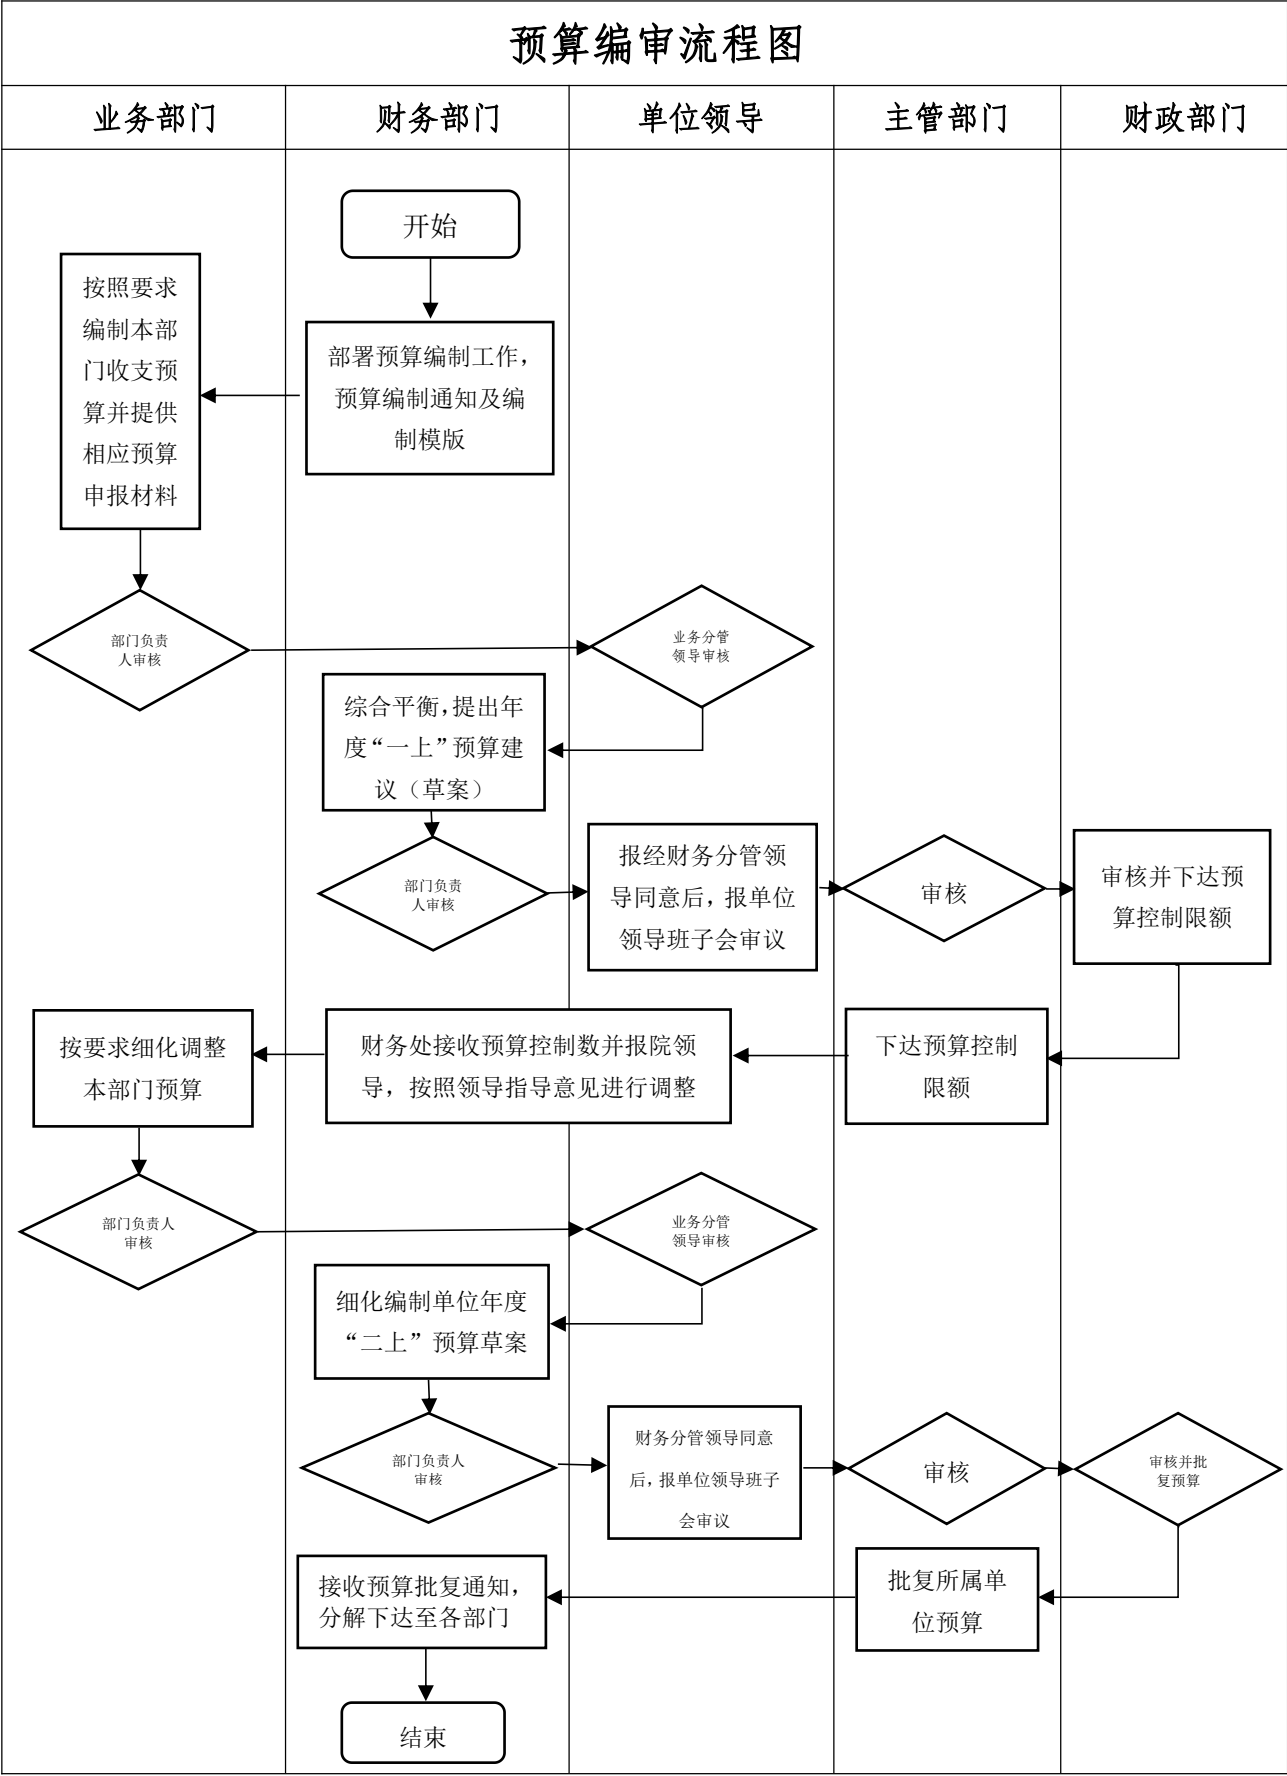 预算编审流程图
业务部门
财务部门
单位领导
主管部门
财政部门
开始
部署预算编制工作，
预算编制通知及编
制模版
按照要求
编制本部
门收支预
算并提供
相应预算
申报材料
部门负责
人审核
业务分管
领导审核
综合平衡，提出年
度“一上”预算建
议（草案）
部门负责
人审核
报经财务分管领
导同意后，报单位
领导班子会审议
审核
审核并下达预
算控制限额
下达预算控制
限额
财务处接收预算控制数并报院领
导，按照领导指导意见进行调整
按要求细化调整
本部门预算
部门负责人
审核
业务分管
领导审核
细化编制单位年度
“二上”预算草案
部门负责人
审核
财务分管领导同意
后，报单位领导班子
会审议
审核
审核并批
复预算
批复所属单
位预算
接收预算批复通知，
分解下达至各部门
结束